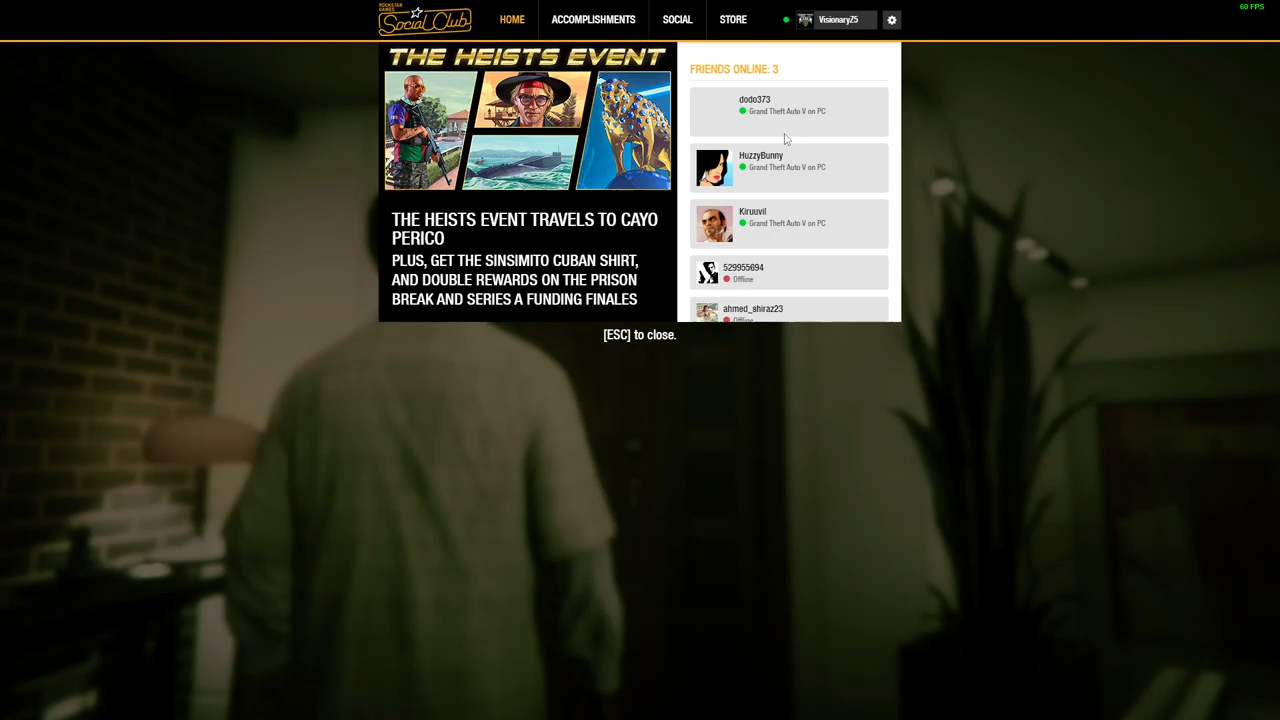 60 FPS
ROCKSTAR GAMES
Social Club
HOME
ACCOMPLISHMENTS
SOCIAL
STORE
VisionaryZ5
THE HEISTS EVENT
THE HEISTS EVENT TRAVELS TO CAYO
PERICO
PLUS, GET THE SINSIMITO CUBAN SHIRT,
AND DOUBLE REWARDS ON THE PRISON
BREAK AND SERIES A FUNDING FINALES
FRIENDS ONLINE: 3
dodo373
Grand Theft Auto V on PC
HuzzyBunny
Grand Theft Auto V on PC
Kiruuvil
Grand Theft Auto V on PC
529955694
Offline
ahmed_shiraz23
Offline
[ESC] to close.